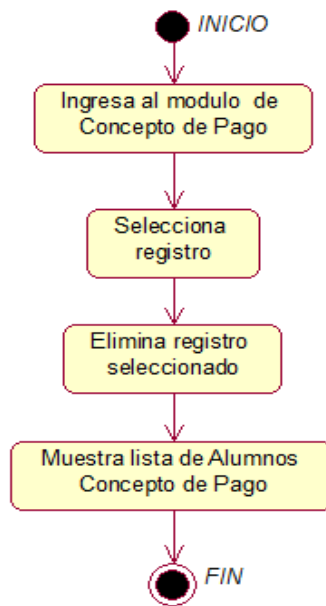 INICIO
Ingresa al modulo de
Concepto de Pago
Selecciona
registro
Elimina registro
seleccionado
Muestra lista de Alumnos
Concepto de Pago
FIN